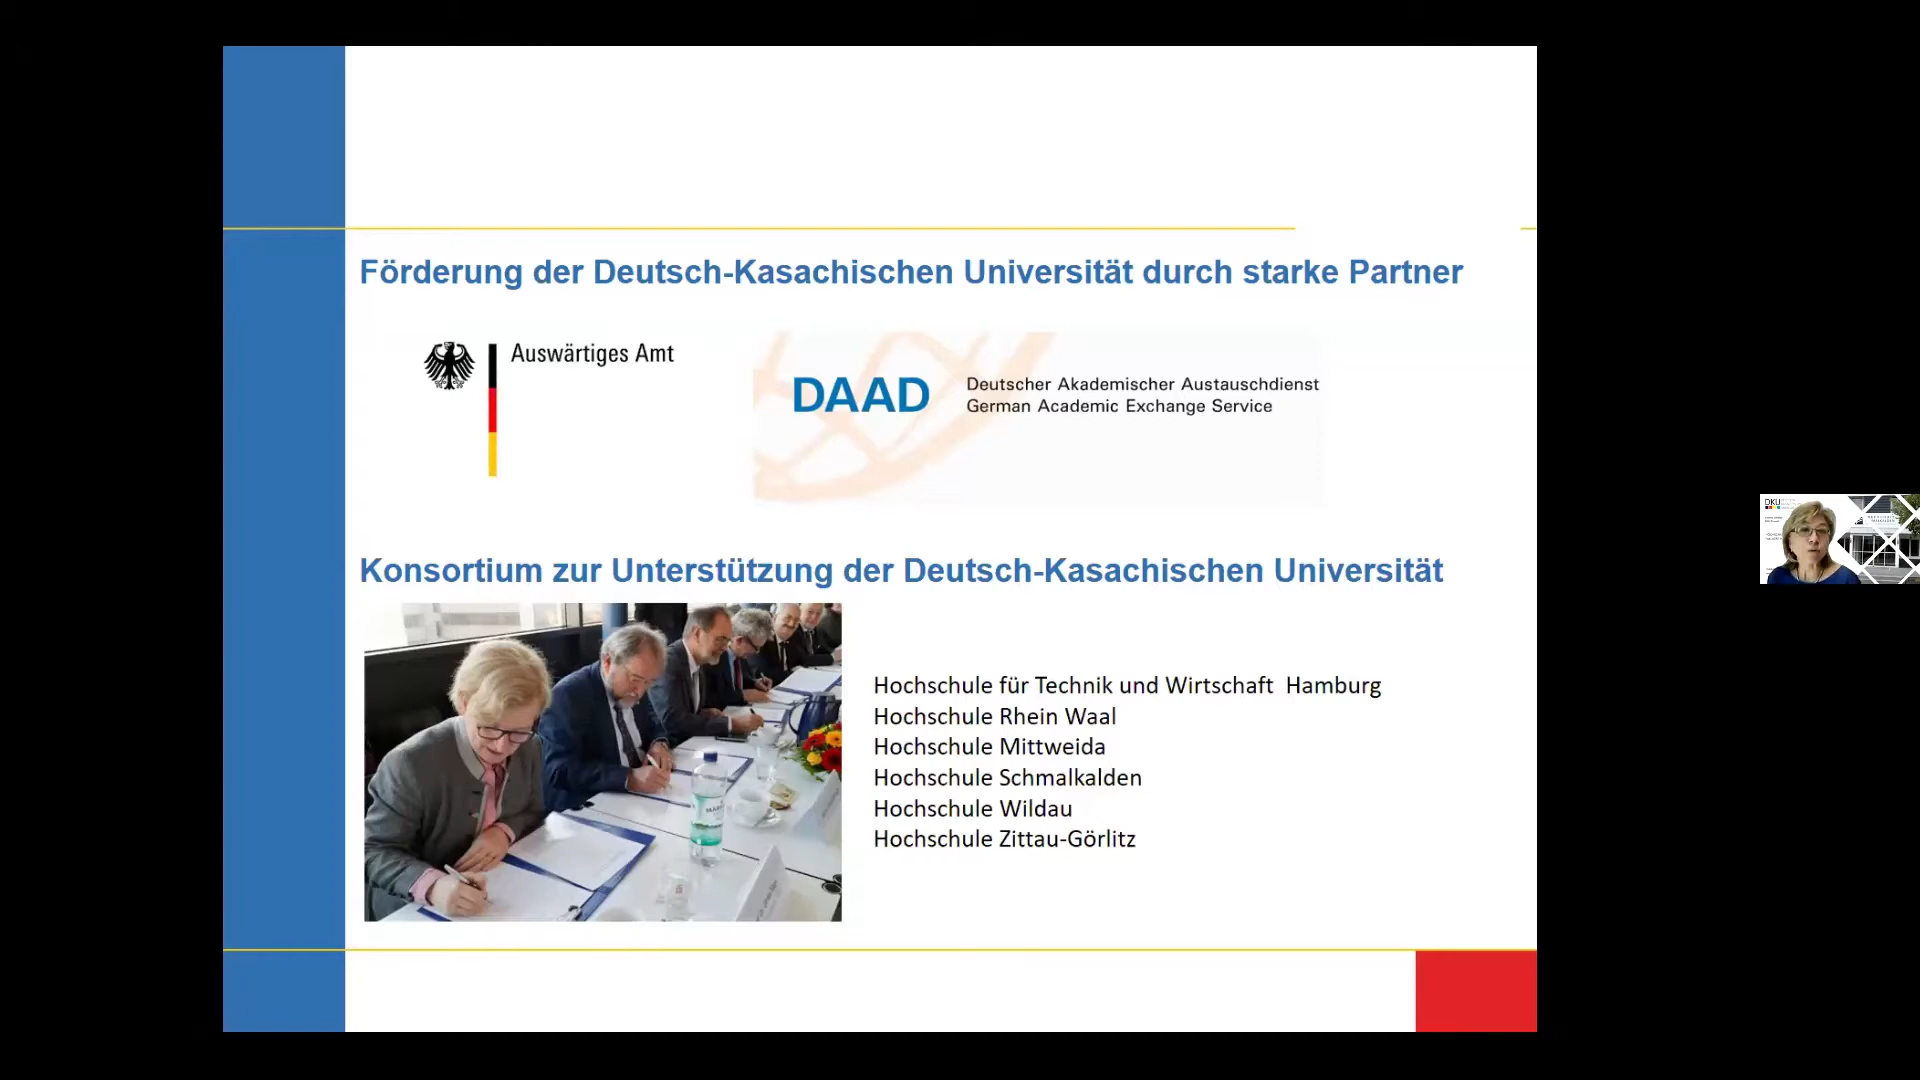 Förderung der Deutsch-Kasachischen Universität durch starke Partner
Auswärtiges Amt
DAAD
Deutscher Akademischer Austauschdienst
German Academic Exchange Service
Konsortium zur Unterstützung der Deutsch-Kasachischen Universität
Hochschule für Technik und Wirtschaft Hamburg
Hochschule Rhein Waal
Hochschule Mittweida
Hochschule Schmalkalden
Hochschule Wildau
Hochschule Zittau-Görlitz
DKU